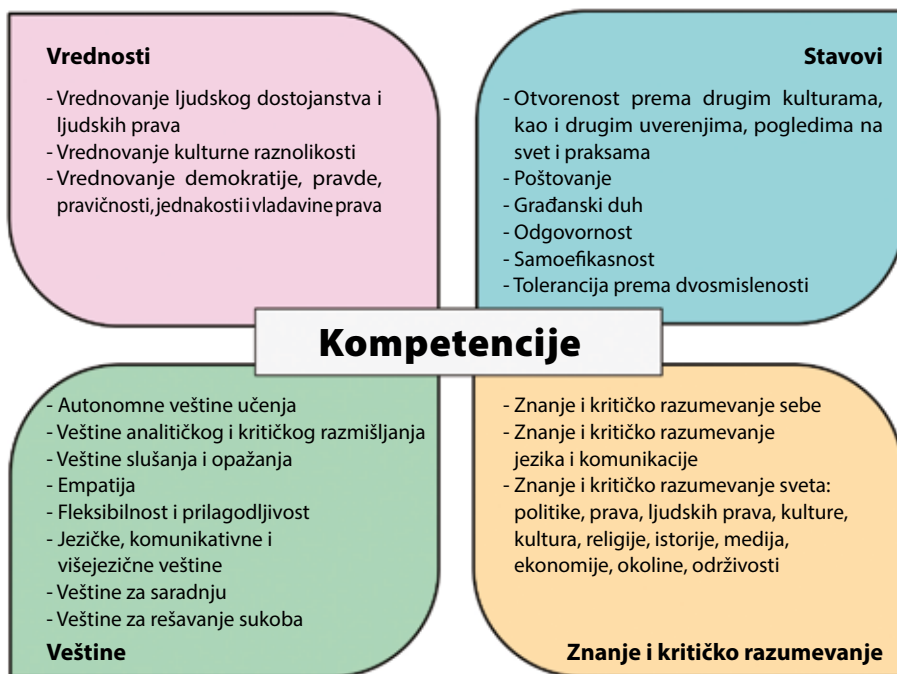 Vrednosti
- Vrednovanje ljudskog dostojanstva i
ljudskih prava
- Vrednovanje kulturne raznolikosti
- Vrednovanje demokratije, pravde,
pravičnosti, jednakosti i vladavine prava
Stavovi
- Otvorenost prema drugim kulturama,
kao i drugim uverenjima, pogledima na
svet i praksama
- Poštovanje
- Građanski duh
- Odgovornost
- Samoefikasnost
- Tolerancija prema dvosmislenosti
Kompetencije
- Autonomne veštine učenja
- Veštine analitičkog i kritičkog razmišljanja
- Veštine slušanja i opažanja
- Empatija
- Fleksibilnost i prilagodljivost
- Jezičke, komunikativne i
višejezične veštine
- Veštine za saradnju
- Veštine za rešavanje sukoba
Veštine
- Znanje i kritičko razumevanje sebe
- Znanje i kritičko razumevanje
jezika i komunikacije
- Znanje i kritičko razumevanje sveta:
politike, prava, ljudskih prava, kulture,
kultura, religije, istorije, medija,
ekonomije, okoline, održivosti
Znanje i kritičko razumevanje